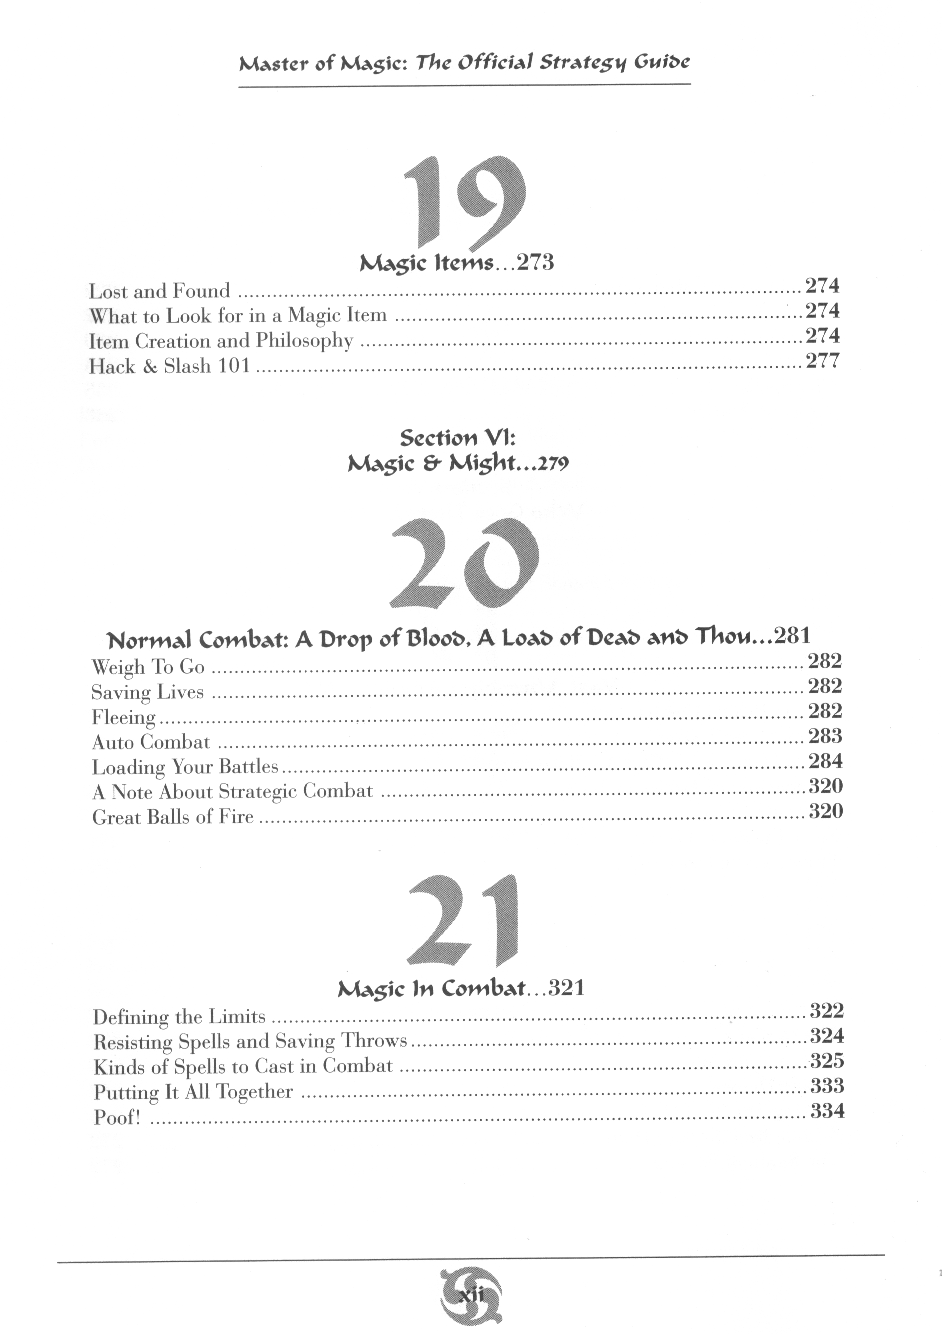 Master of Magic: The Official Strategy Guide
19
Magic Items...273
Lost and Found ........ 274
What to Look for in a Magic Item ........ 274
Item Creation and Philosophy ........ 274
Hack & Slash 101 ........ 277
Section VI:
Magic & Might...279
20
Normal Combat: A Drop of Blood, A Load of Dead and Thou...281
Weigh To Go ........ 282
Saving Lives ........ 282
Fleeing ........ 282
Auto Combat ........ 283
Loading Your Battles ........ 284
A Note About Strategic Combat ........ 320
Great Balls of Fire ........ 320
21
Magic In Combat...321
Defining the Limits ........ 322
Resisting Spells and Saving Throws ........ 324
Kinds of Spells to Cast in Combat ........ 325
Putting It All Together ........ 333
Poof! ........ 334
xii
1